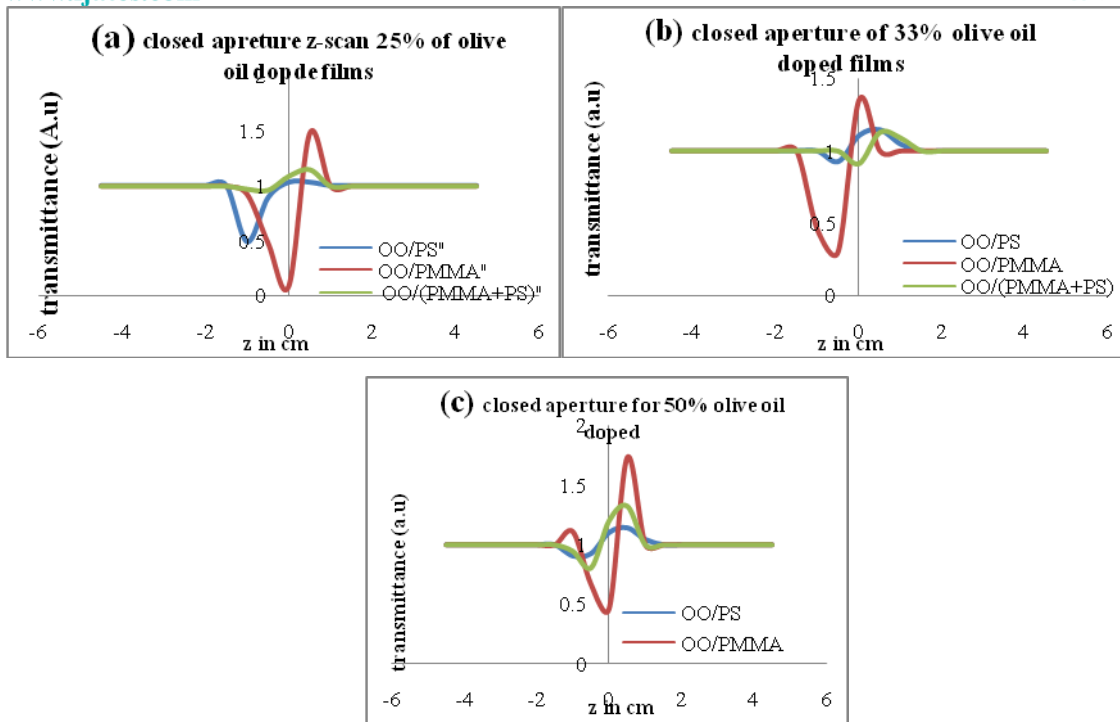 (a) closed apreture z-scan 25% of olive
oil dopde films
2
1.5
1
0.5
0
transmittance (A.u)
OO/PS"
OO/PMMA"
OO/(PMMA+PS)"
-6 -4 -2 0 2 4 6
z in cm
(b) closed aperture of 33% olive oil
doped films
1.5
1
0.5
0
transmittance (a.u)
OO/PS
OO/PMMA
OO/(PMMA+PS)
-6 -4 -2 0 2 4 6
z in cm
(c) closed aperture for 50% olive oil
doped
2
1.5
1
0.5
0
transmittance (a.u)
OO/PS
OO/PMMA
-6 -4 -2 0 2 4 6
z in cm